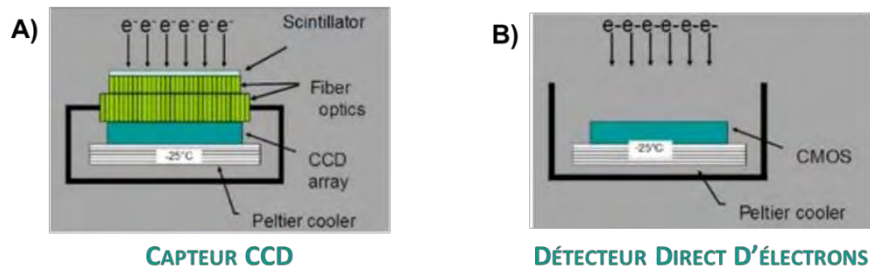 A)
e⁻ e⁻ e⁻ e⁻ e⁻ e⁻
Scintillator
Fiber
optics
-25°C
CCD
array
Peltier cooler
CAPTEUR CCD
B)
e-e-e-e-e-e-
-25°C
CMOS
Peltier cooler
DÉTECTEUR DIRECT D'ÉLECTRONS